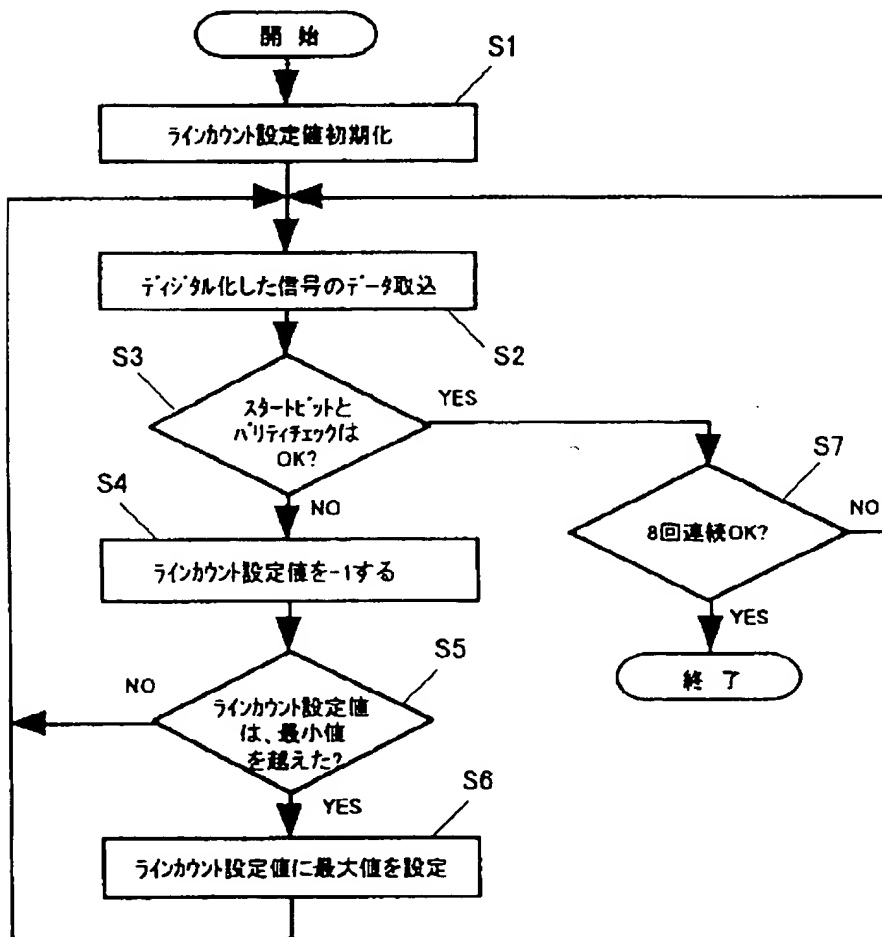 開 始
S1
ラインカウント設定値初期化
ディジタル化した信号のデータ取込
S2
S3
スタートビットと
パリティチェックは
OK?
YES
NO
S7
8回連続OK?
NO
YES
終 了
S4
ラインカウント設定値を-1する
S5
ラインカウント設定値
は、最小値
を越えた?
NO
YES
S6
ラインカウント設定値に最大値を設定